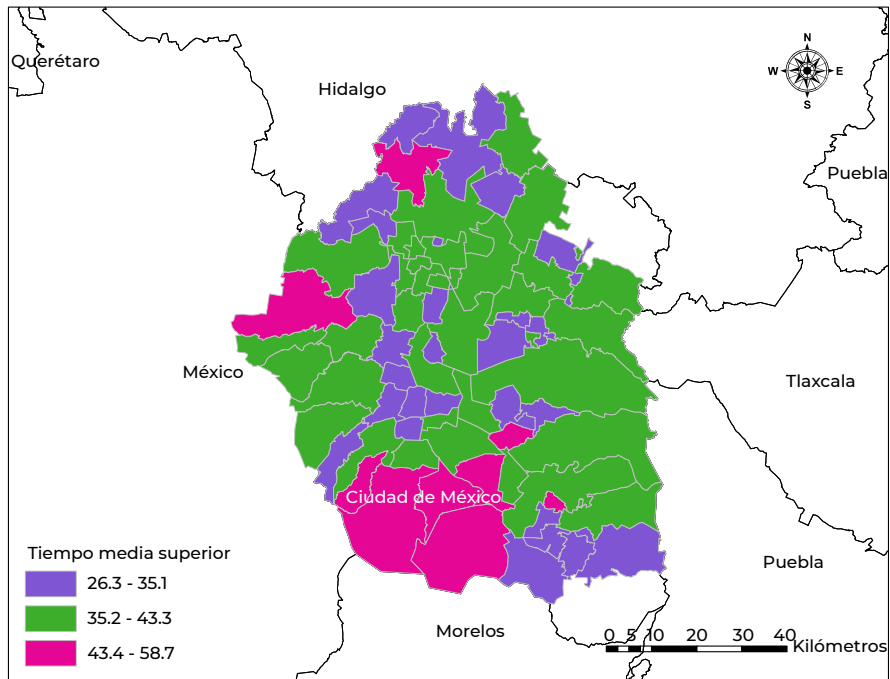 Querétaro
Hidalgo
N
W E
S
Puebla
México
Tlaxcala
Ciudad de México
Tiempo media superior
26.3 - 35.1
35.2 - 43.3
43.4 - 58.7
Puebla
Morelos
0 5 10 20 30 40
Kilómetros